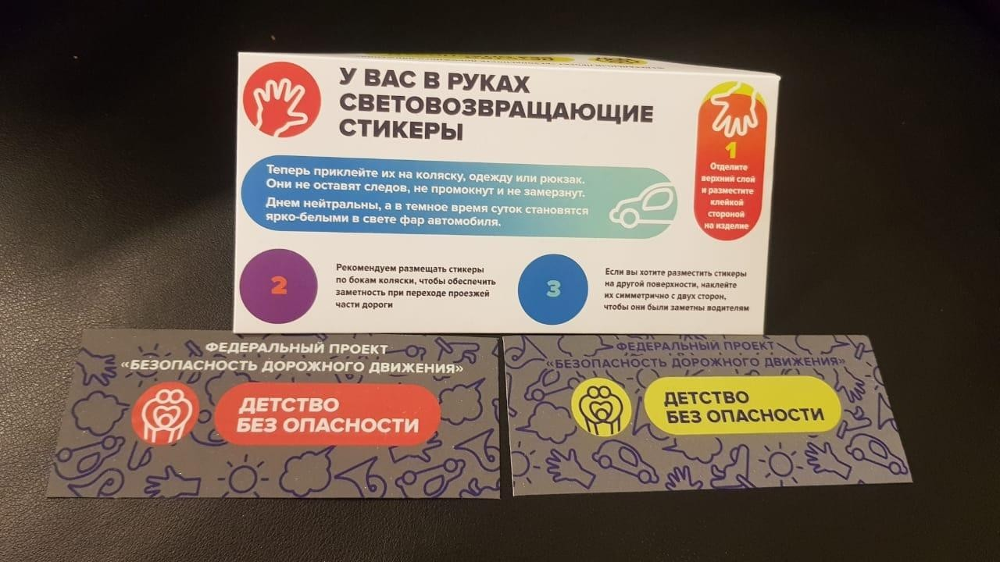 У ВАС В РУКАХ
СВЕТОВОЗВРАЩАЮЩИЕ
СТИКЕРЫ
Теперь приклейте их на коляску, одежду или рюкзак.
Они не оставят следов, не промокнут и не замерзнут.
Днем нейтральны, а в темное время суток становятся
ярко-белыми в свете фар автомобиля.
1
Отделите
верхний слой
и разместите
клейкой
стороной
на изделие
2
Рекомендуем размещать стикеры
по бокам коляски, чтобы обеспечить
заметность при переходе проезжей
части дороги
3
Если вы хотите разместить стикеры
на другой поверхности, наклейте
их симметрично с двух сторон,
чтобы они были заметны водителям
ФЕДЕРАЛЬНЫЙ ПРОЕКТ
«БЕЗОПАСНОСТЬ ДОРОЖНОГО ДВИЖЕНИЯ»
ДЕТСТВО
БЕЗ ОПАСНОСТИ
ФЕДЕРАЛЬНЫЙ ПРОЕКТ
«БЕЗОПАСНОСТЬ ДОРОЖНОГО ДВИЖЕНИЯ»
ДЕТСТВО
БЕЗ ОПАСНОСТИ